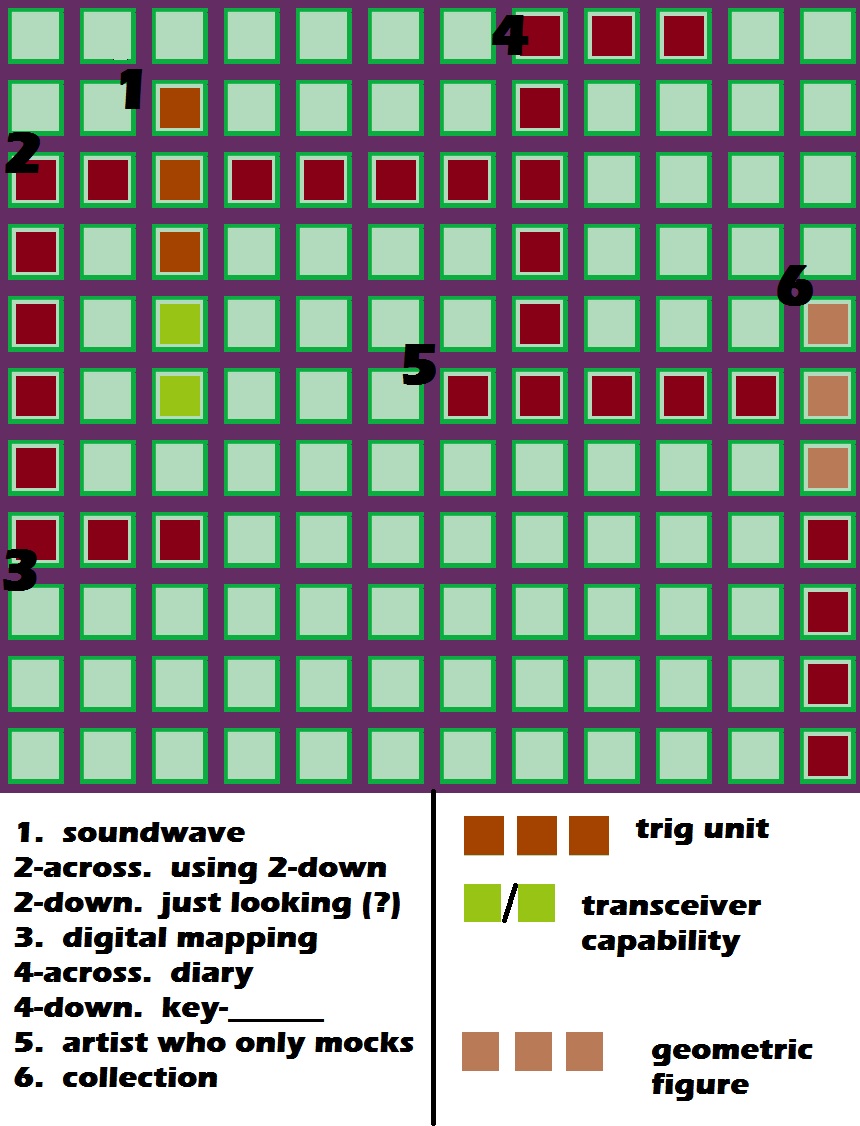 4
1
2
6
5
3
1. soundwave
2-across. using 2-down
2-down. just looking (?)
3. digital mapping
4-across. diary
4-down. key-______
5. artist who only mocks
6. collection
trig unit
/ transceiver
capability
geometric
figure